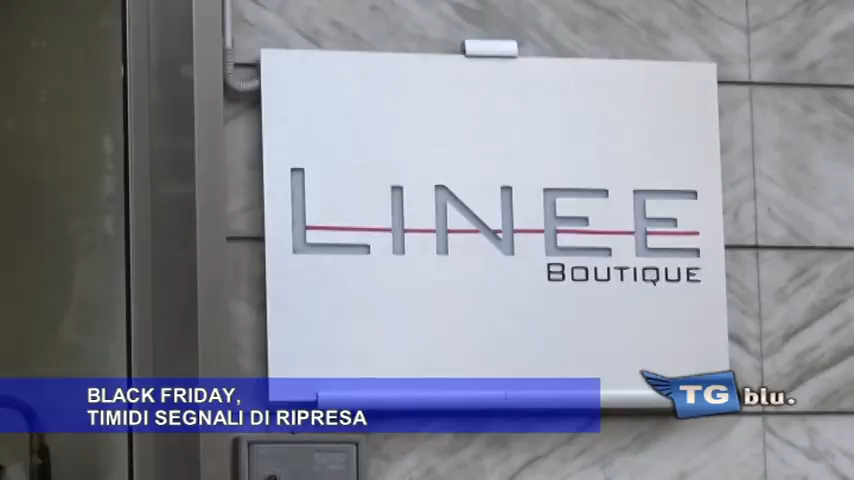 LINEE
BOUTIQUE
BLACK FRIDAY,
TIMIDI SEGNALI DI RIPRESA
TG blu.